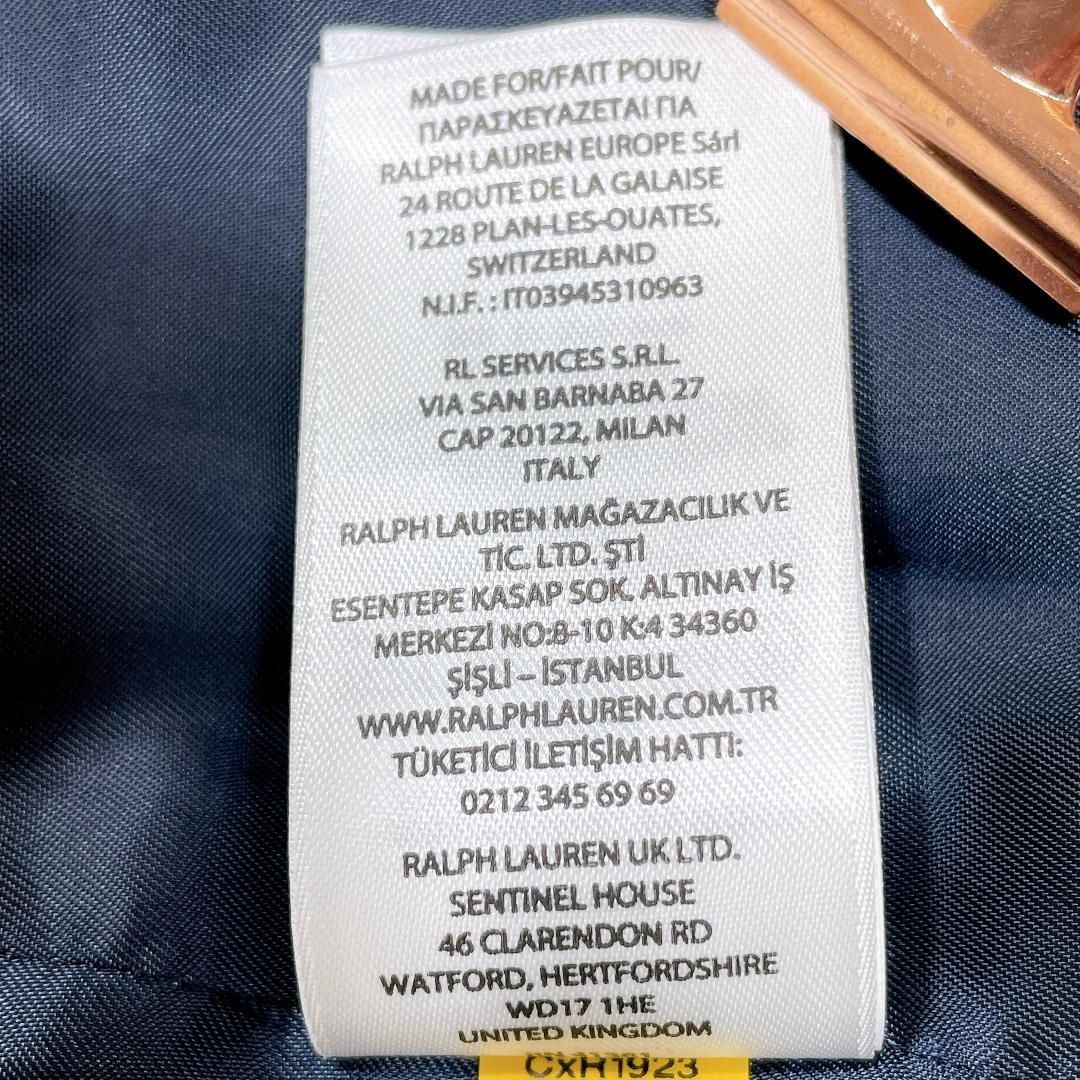 MADE FOR/FAIT POUR/
ΠΑΡΑΣΚΕΥΑΖΕΤΑΙ ΓΙΑ
RALPH LAUREN EUROPE Sárl
24 ROUTE DE LA GALAISE
1228 PLAN-LES-OUATES,
SWITZERLAND
N.I.F. : IT03945310963
RL SERVICES S.R.L.
VIA SAN BARNABA 27
CAP 20122, MILAN
ITALY
RALPH LAUREN MAĞAZACILIK VE
TİC. LTD. ŞTİ
ESENTEPE KASAP SOK. ALTINAY İŞ
MERKEZİ NO:8-10 K:4 34360
ŞİŞLİ – İSTANBUL
WWW.RALPHLAUREN.COM.TR
TÜKETİCİ İLETİŞİM HATTI:
0212 345 69 69
RALPH LAUREN UK LTD.
SENTINEL HOUSE
46 CLARENDON RD
WATFORD, HERTFORDSHIRE
WD17 1HE
UNITED KINGDOM
CxH1923